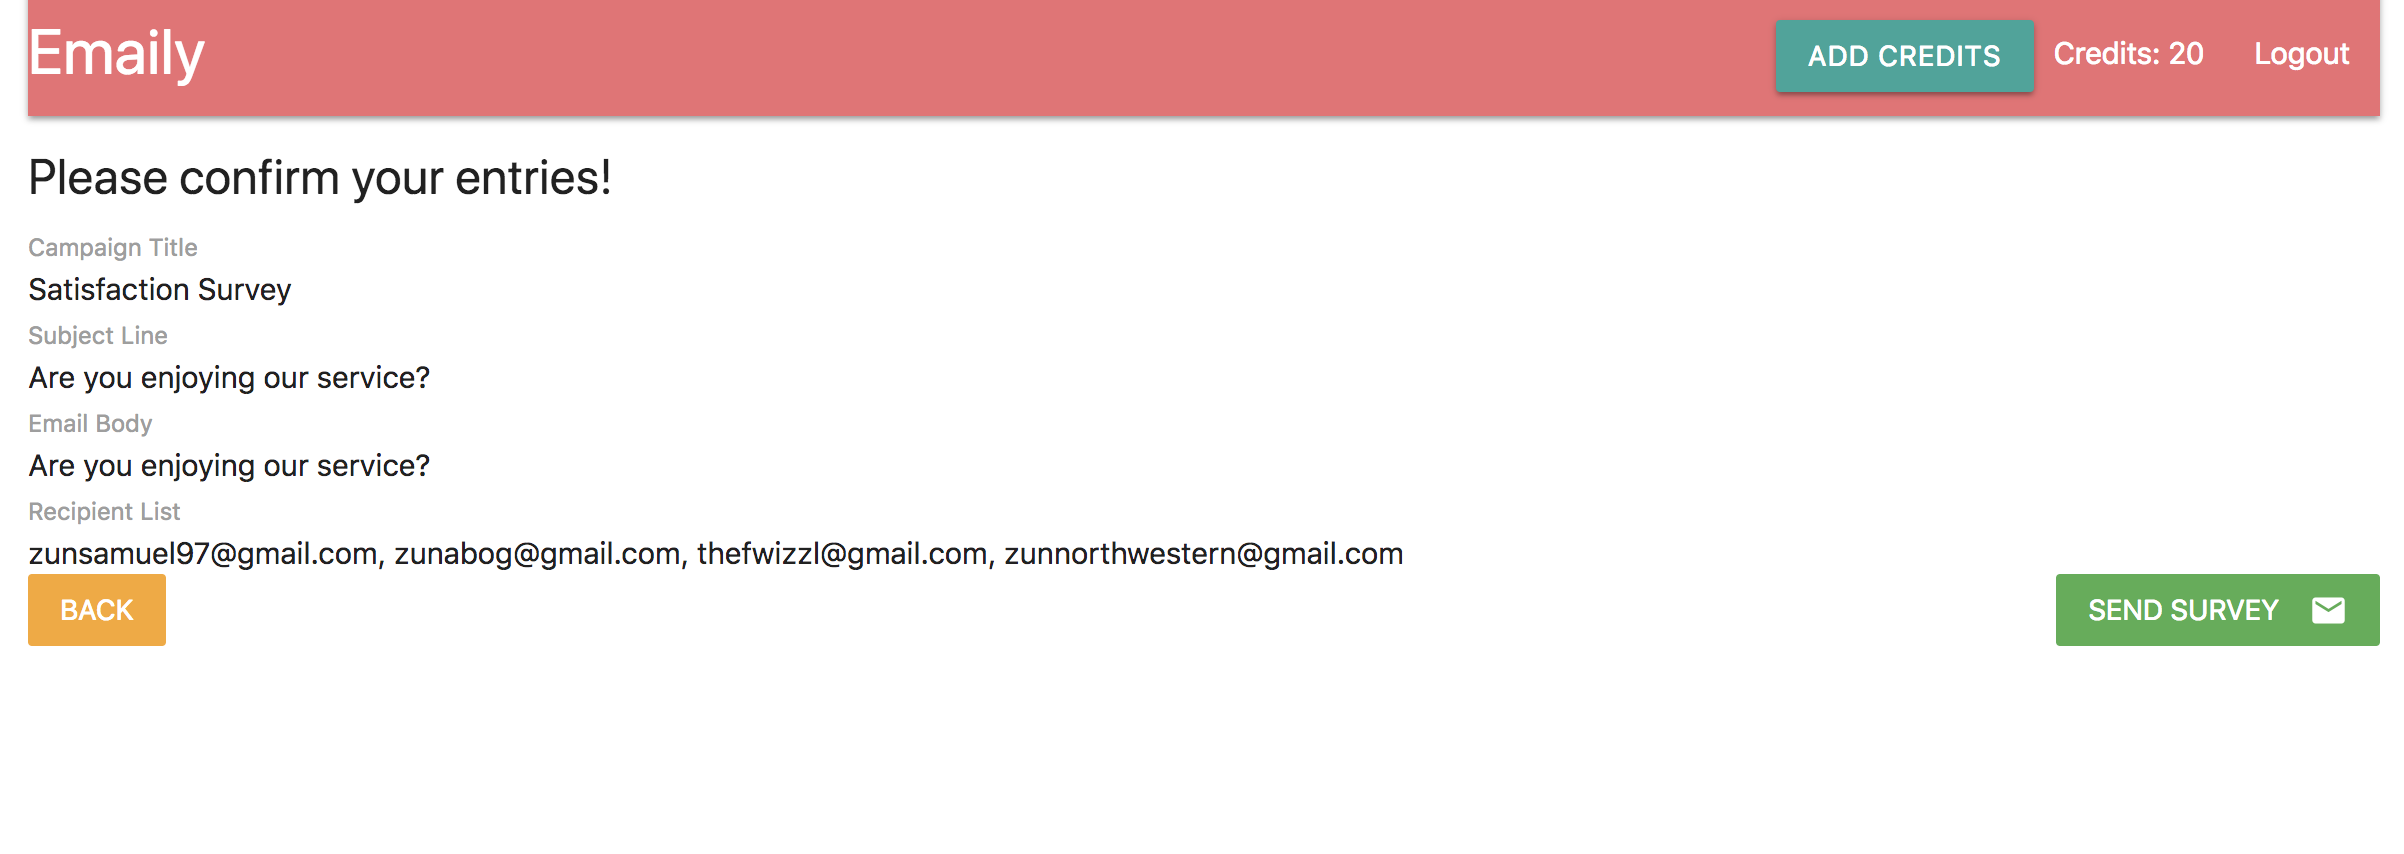 Emaily
ADD CREDITS
Credits: 20
Logout
Please confirm your entries!
Campaign Title
Satisfaction Survey
Subject Line
Are you enjoying our service?
Email Body
Are you enjoying our service?
Recipient List
zunsamuel97@gmail.com, zunabog@gmail.com, thefwizzl@gmail.com, zunnorthwestern@gmail.com
BACK
SEND SURVEY